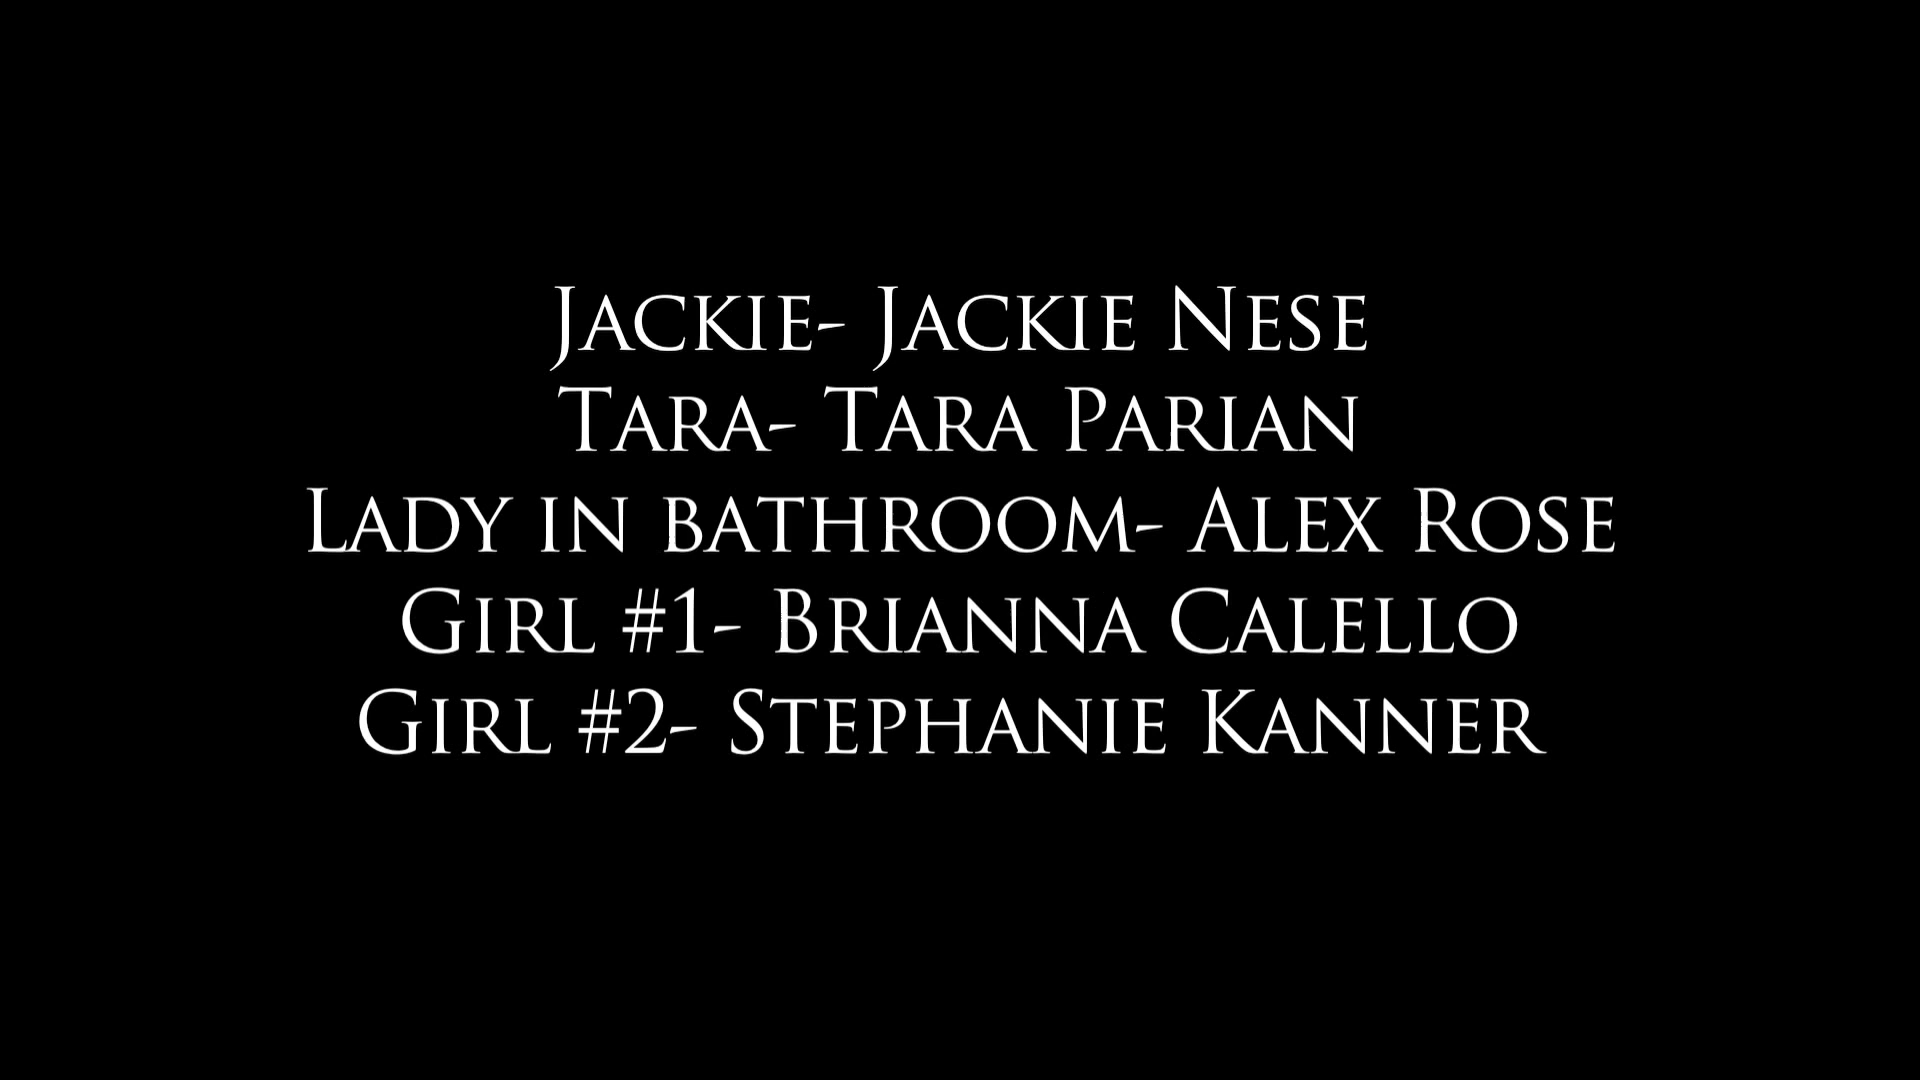 Jackie- Jackie Nese
Tara- Tara Parian
Lady in bathroom- Alex Rose
Girl #1- Brianna Calello
Girl #2- Stephanie Kanner